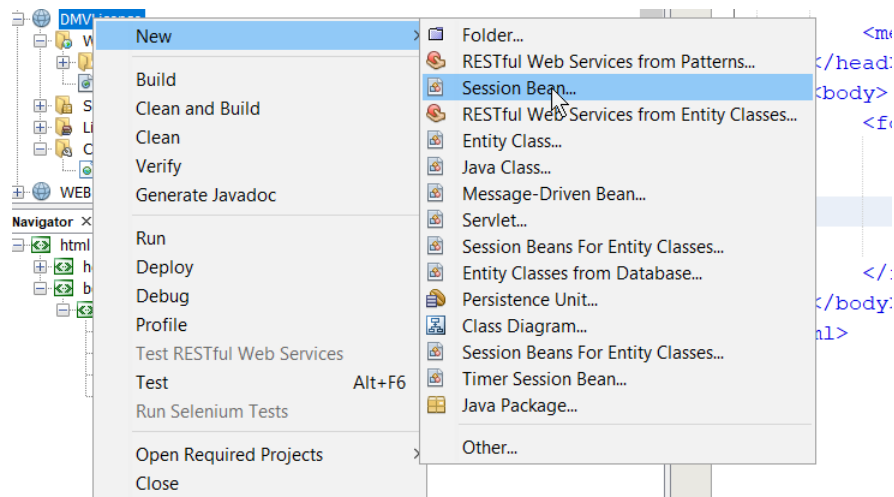 DMVLicense
New
Build
Clean and Build
Clean
Verify
Generate Javadoc
Run
Deploy
Debug
Profile
Test RESTful Web Services
Test Alt+F6
Run Selenium Tests
Open Required Projects
Close
Folder...
RESTful Web Services from Patterns...
Session Bean...
RESTful Web Services from Entity Classes...
Entity Class...
Java Class...
Message-Driven Bean...
Servlet...
Session Beans For Entity Classes...
Entity Classes from Database...
Persistence Unit...
Class Diagram...
Session Beans For Entity Classes...
Timer Session Bean...
Java Package...
Other...
W
S
Li
C
WEB
Navigator ×
html
h
b
<me
</head>
<body>
<fo
</f
</body>
ml>